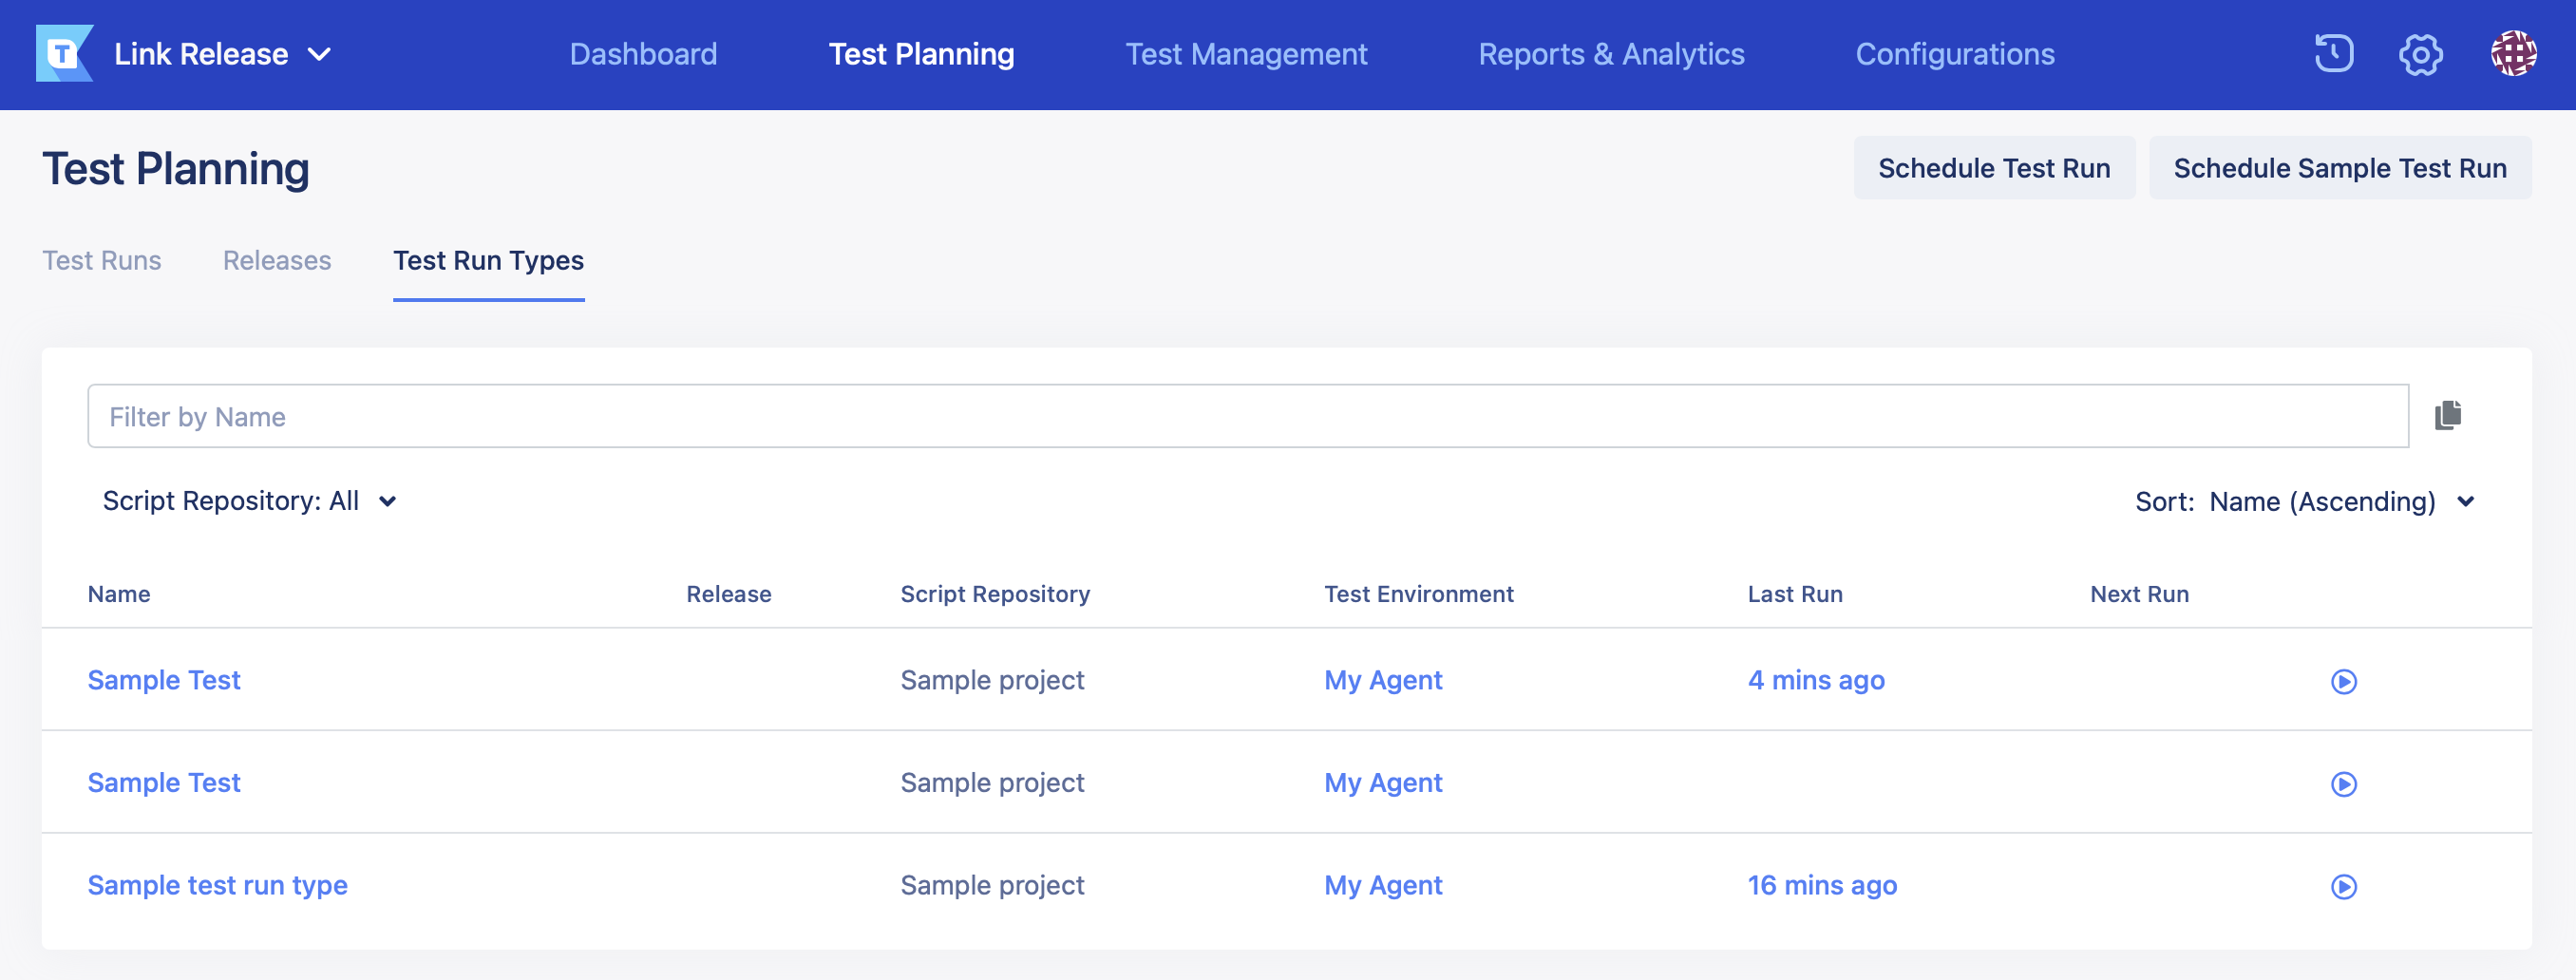 T Link Release Dashboard Test Planning Test Management Reports & Analytics Configurations
Test Planning Schedule Test Run Schedule Sample Test Run
Test Runs Releases Test Run Types
Filter by Name
Script Repository: All Sort: Name (Ascending)
Name Release Script Repository Test Environment Last Run Next Run
Sample Test Sample project My Agent 4 mins ago
Sample Test Sample project My Agent
Sample test run type Sample project My Agent 16 mins ago